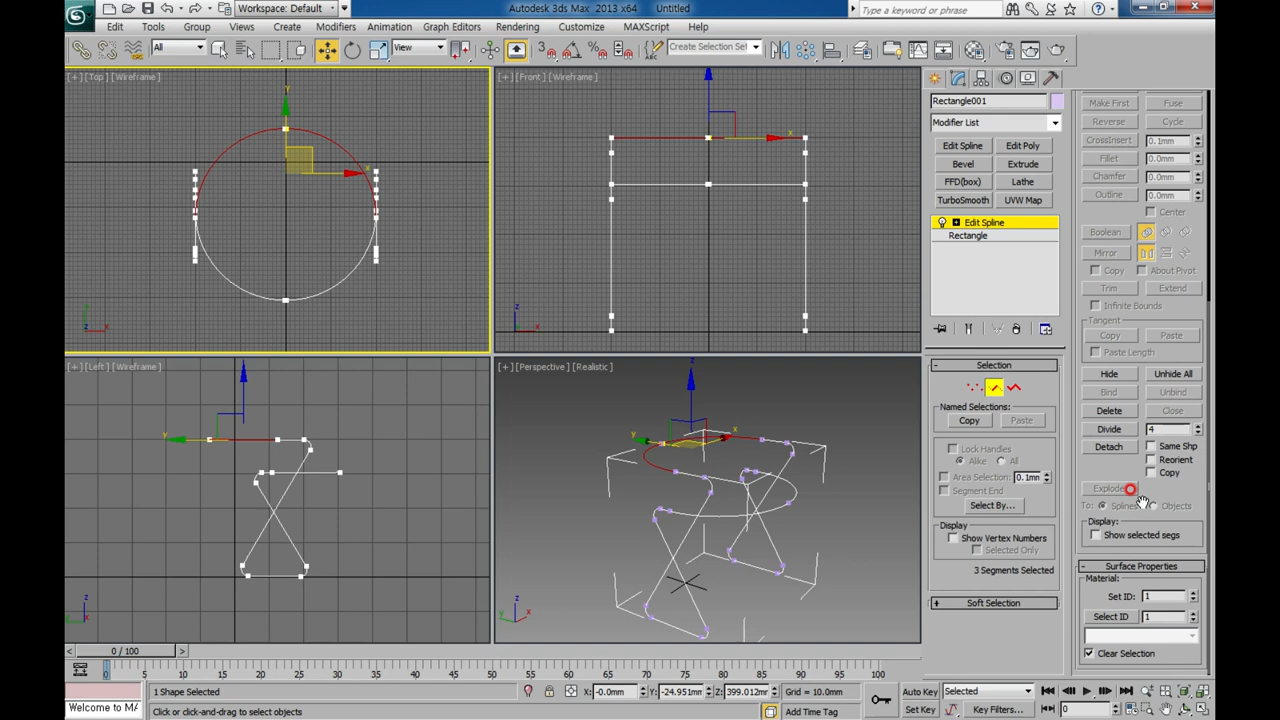 Workspace: Default
Autodesk 3ds Max 2013 x64 Untitled
Type a keyword or phrase
Edit Tools Group Views Create Modifiers Animation Graph Editors Rendering Customize MAXScript Help
All View 3 Create Selection Set
[+] [Top] [Wireframe]
[+] [Front] [Wireframe]
y
x
z
x
[+] [Left] [Wireframe]
[+] [Perspective] [Realistic]
y
z
y
x
Rectangle001
Modifier List
Edit Spline Edit Poly
Bevel Extrude
FFD(box) Lathe
TurboSmooth UVW Map
Edit Spline
Rectangle
- Selection
Named Selections:
Copy Paste
Lock Handles
Alike All
Area Selection: 0.1mm
Segment End
Select By...
Display
Show Vertex Numbers
Selected Only
3 Segments Selected
+ Soft Selection
Make First Fuse
Reverse Cycle
CrossInsert 0.1mm
Fillet 0.0mm
Chamfer 0.0mm
Outline 0.0mm
Center
Boolean
Mirror
Copy About Pivot
Trim Extend
Infinite Bounds
Tangent
Copy Paste
Paste Length
Hide Unhide All
Bind Unbind
Delete Close
Divide 4
Detach Same Shp
Reorient
Copy
Explode
To: Splines Objects
Display:
Show selected segs
- Surface Properties
Material:
Set ID: 1
Select ID 1
Clear Selection
< 0 / 100 >
0 5 10 15 20 25 30 35 40 45 50 55 60 65 70 75 80 85 90 95 100
1 Shape Selected
X: -0.0mm Y: -24.951mm Z: 399.012mm Grid = 10.0mm
Auto Key Selected
Welcome to MA
Click or click-and-drag to select objects
Add Time Tag
Set Key Key Filters... 0